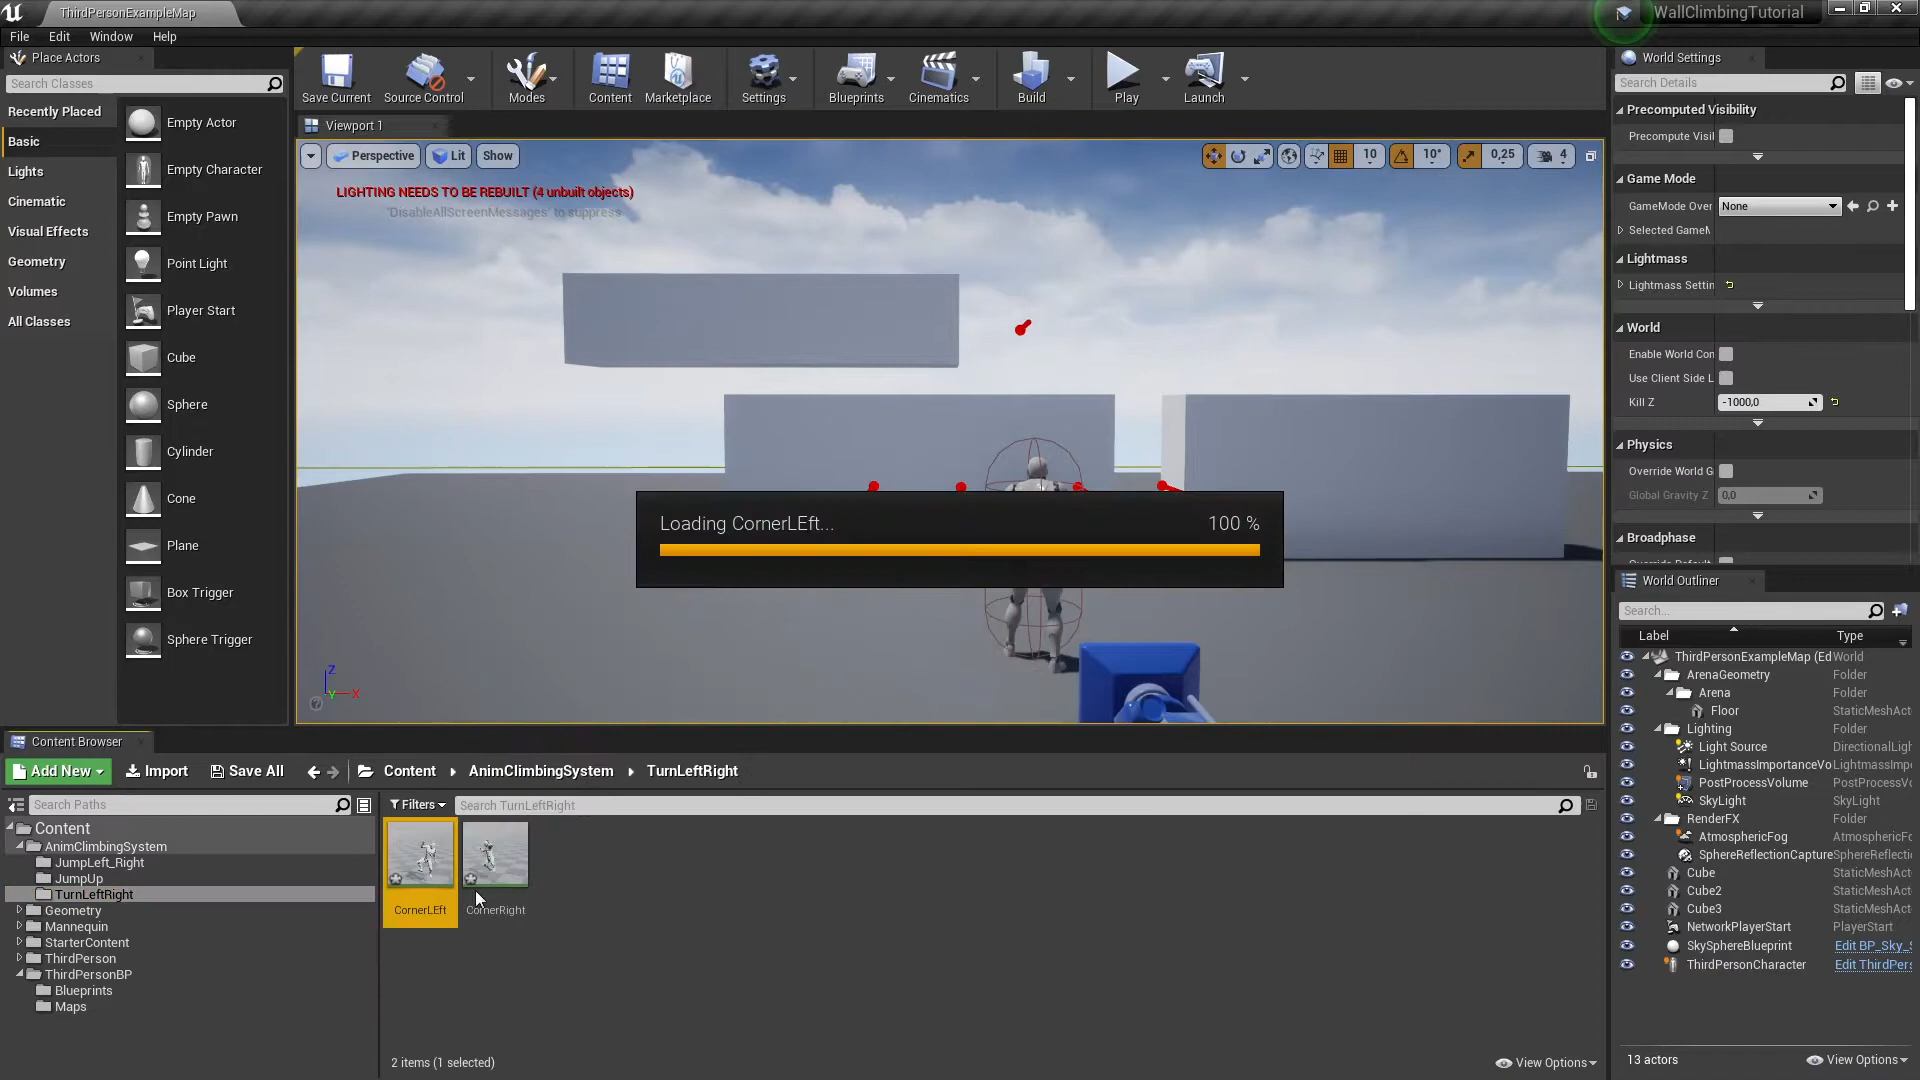 ThirdPersonExampleMap
WallClimbingTutorial
File Edit Window Help
Place Actors
Search Classes
Recently Placed
Basic
Lights
Cinematic
Visual Effects
Geometry
Volumes
All Classes
Empty Actor
Empty Character
Empty Pawn
Point Light
Player Start
Cube
Sphere
Cylinder
Cone
Plane
Box Trigger
Sphere Trigger
Save Current Source Control Modes Content Marketplace Settings Blueprints Cinematics Build Play Launch
Viewport 1
Perspective Lit Show 10 10° 0,25 4
LIGHTING NEEDS TO BE REBUILT (4 unbuilt objects)
'DisableAllScreenMessages' to suppress
Loading CornerLEft... 100 %
Z
Y X
World Settings
Search Details
Precomputed Visibility
Precompute Visil
Game Mode
GameMode Over None
Selected GameM
Lightmass
Lightmass Settin
World
Enable World Con
Use Client Side L
Kill Z -1000,0
Physics
Override World G
Global Gravity Z 0,0
Broadphase
World Outliner
Search...
Label Type
ThirdPersonExampleMap (Ed World
ArenaGeometry Folder
Arena Folder
Floor StaticMeshAct
Lighting Folder
Light Source DirectionalLigh
LightmassImportanceVo LightmassImp
PostProcessVolume PostProcessV
SkyLight SkyLight
RenderFX Folder
AtmosphericFog AtmosphericFo
SphereReflectionCapture SphereReflecti
Cube StaticMeshAct
Cube2 StaticMeshAct
Cube3 StaticMeshAct
NetworkPlayerStart PlayerStart
SkySphereBlueprint Edit BP_Sky_S
ThirdPersonCharacter Edit ThirdPers
13 actors View Options
Content Browser
Add New Import Save All Content AnimClimbingSystem TurnLeftRight
Search Paths
Filters Search TurnLeftRight
Content
AnimClimbingSystem
JumpLeft_Right
JumpUp
TurnLeftRight
Geometry
Mannequin
StarterContent
ThirdPerson
ThirdPersonBP
Blueprints
Maps
CornerLEft CornerRight
2 items (1 selected) View Options